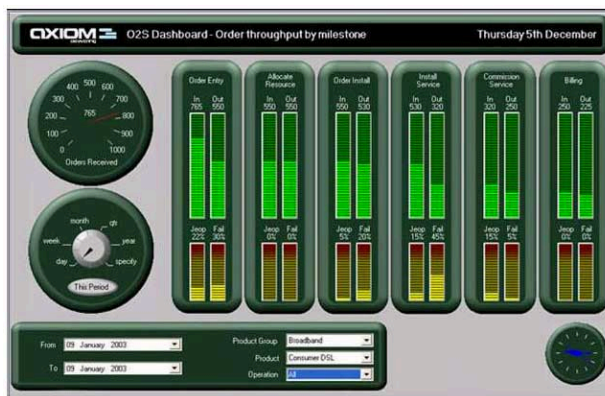 AXIOM O2S Dashboard - Order throughput by milestone Thursday 5th December
0 100 200 300 400 500 600 700 800 900 1000
765
Orders Received
day week month qtr year specify
This Period
Order Entry
In Out
765 550
Jeop Fail
22% 30%
Allocate
Resource
In Out
550 550
Jeop Fail
0% 0%
Order Install
In Out
550 530
Jeop Fail
5% 20%
Install
Service
In Out
530 320
Jeop Fail
15% 45%
Commission
Service
In Out
320 250
Jeop Fail
15% 5%
Billing
In Out
250 225
Jeop Fail
0% 0%
From 09 January 2003
To 09 January 2003
Product Group Broadband
Product Consumer DSL
Operation All